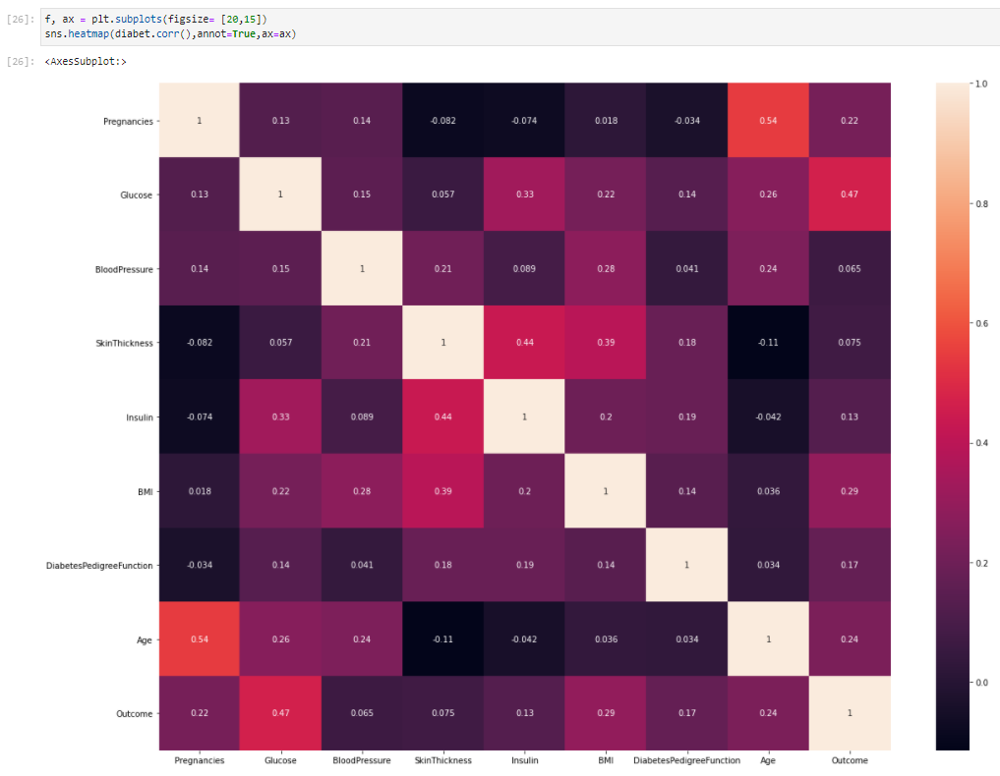 [26]: f, ax = plt.subplots(figsize= [20,15])
sns.heatmap(diabet.corr(),annot=True,ax=ax)
[26]: <AxesSubplot:>
1.0
Pregnancies 1 0.13 0.14 -0.082 -0.074 0.018 -0.034 0.54 0.22
Glucose 0.13 1 0.15 0.057 0.33 0.22 0.14 0.26 0.47
0.8
BloodPressure 0.14 0.15 1 0.21 0.089 0.28 0.041 0.24 0.065
0.6
SkinThickness -0.082 0.057 0.21 1 0.44 0.39 0.18 -0.11 0.075
Insulin -0.074 0.33 0.089 0.44 1 0.2 0.19 -0.042 0.13
0.4
BMI 0.018 0.22 0.28 0.39 0.2 1 0.14 0.036 0.29
0.2
DiabetesPedigreeFunction -0.034 0.14 0.041 0.18 0.19 0.14 1 0.034 0.17
Age 0.54 0.26 0.24 -0.11 -0.042 0.036 0.034 1 0.24
0.0
Outcome 0.22 0.47 0.065 0.075 0.13 0.29 0.17 0.24 1
Pregnancies Glucose BloodPressure SkinThickness Insulin BMI DiabetesPedigreeFunction Age Outcome